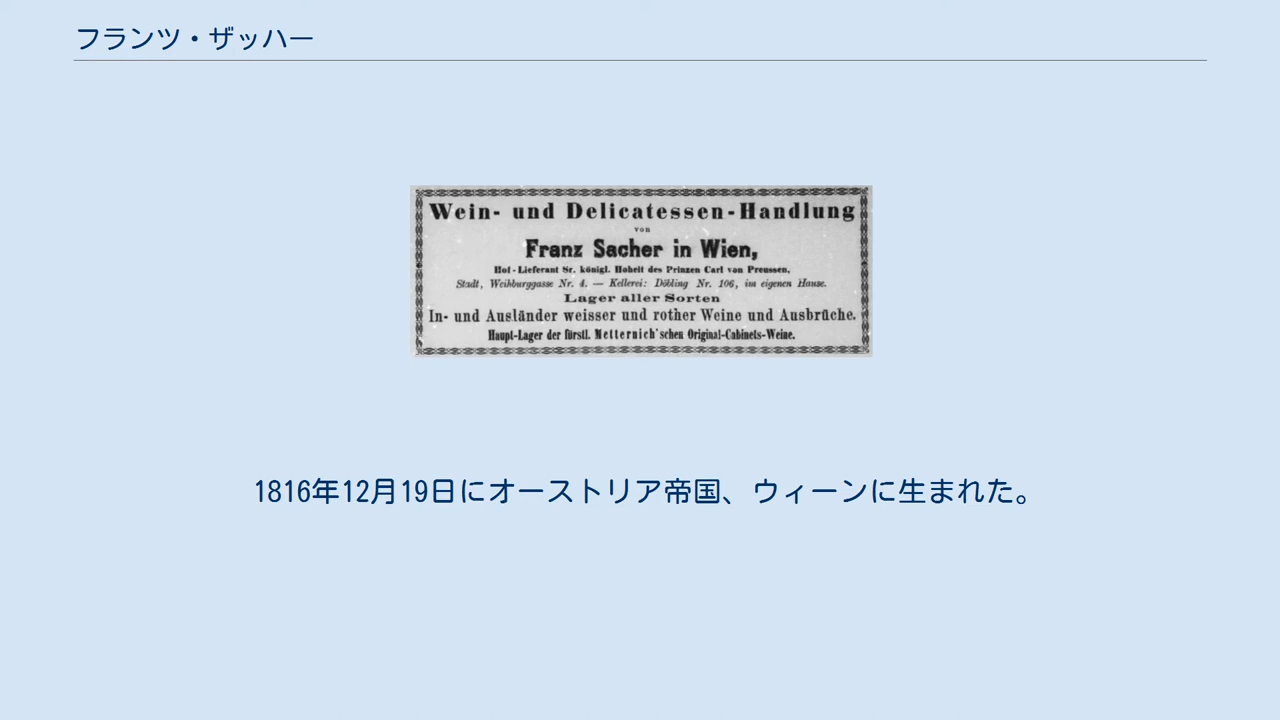 フランツ・ザッハー
Wein- und Delicatessen-Handlung
von
Franz Sacher in Wien,
Hof-Lieferant Sr. königl. Hoheit des Prinzen Carl von Preussen,
Stadt, Weihburggasse Nr. 4. — Kellerei: Döbling Nr. 106, im eigenen Hause.
Lager aller Sorten
In- und Ausländer weisser und rother Weine und Ausbrüche.
Haupt-Lager der fürstl. Metternich'schen Original-Cabinets-Weine.
1816年12月19日にオーストリア帝国、ウィーンに生まれた。